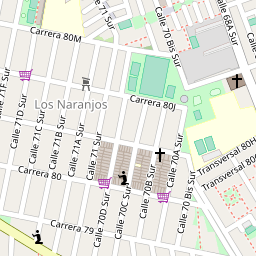 Carrera 80M
Calle 71 Sur
Calle 70 Bis Sur
Calle 66A Sur
Calle 71F Sur
Los Naranjos
Carrera 80J
Calle 71D Sur
Calle 71C Sur
Calle 71B Sur
Calle 71A Sur
Calle 71 Sur
Calle 70A Sur
Transversal 80H
Transversal 80
Carrera 80
Calle 70D Sur
Calle 70C Sur
Calle 70B Sur
Calle 70 Bis Sur
Carrera 79